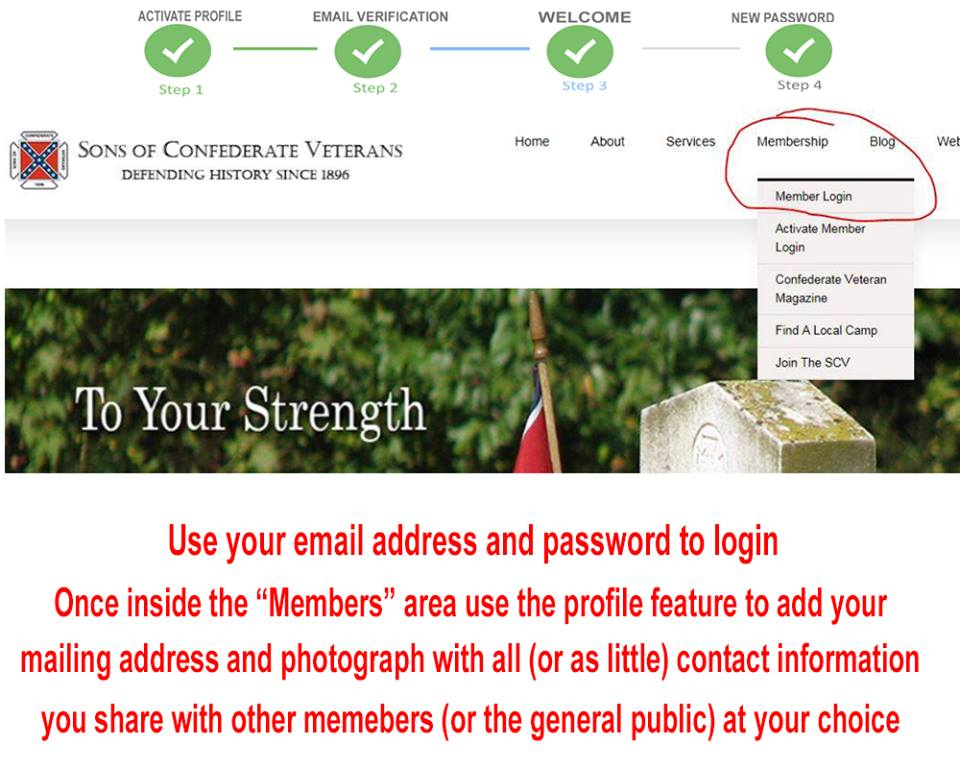 ACTIVATE PROFILE EMAIL VERIFICATION WELCOME NEW PASSWORD
Step 1 Step 2 Step 3 Step 4
SONS OF CONFEDERATE VETERANS
DEFENDING HISTORY SINCE 1896
Home About Services Membership Blog Web
Member Login
Activate Member
Login
Confederate Veteran
Magazine
Find A Local Camp
Join The SCV
To Your Strength
Use your email address and password to login
Once inside the “Members” area use the profile feature to add your
mailing address and photograph with all (or as little) contact information
you share with other memebers (or the general public) at your choice